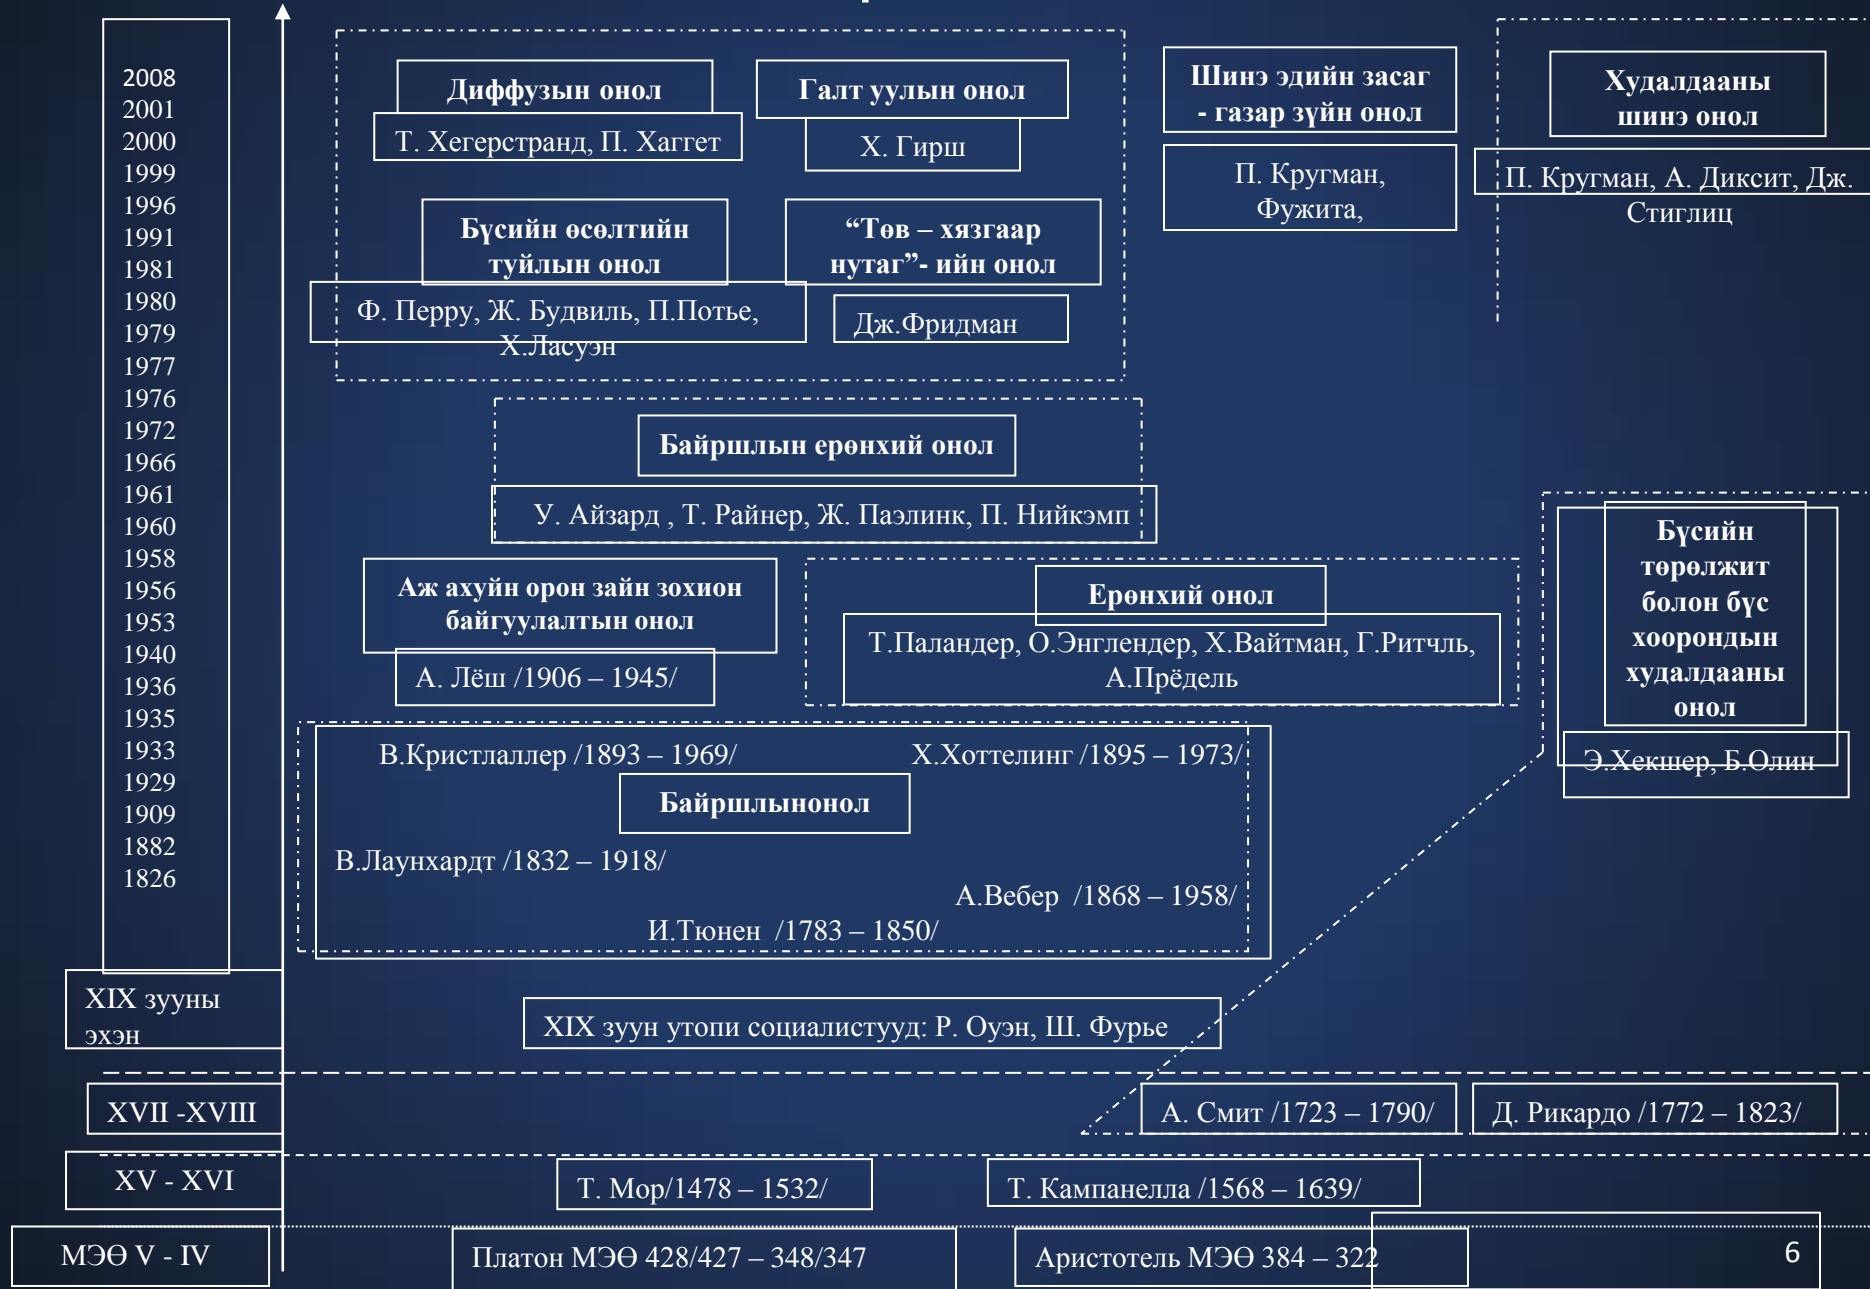 2008
2001
2000
1999
1996
1991
1981
1980
1979
1977
1976
1972
1966
1961
1960
1958
1956
1953
1940
1936
1935
1933
1929
1909
1882
1826
Диффузын онол
Т. Хегерстранд, П. Хаггет
Галт уулын онол
Х. Гирш
Шинэ эдийн засаг
- газар зүйн онол
П. Кругман,
Фужита,
Худалдааны
шинэ онол
П. Кругман, А. Диксит, Дж.
Стиглиц
Бүсийн өсөлтийн
туйлын онол
Ф. Перру, Ж. Будвиль, П.Потье,
Х.Ласуэн
“Төв – хязгаар
нутаг”- ийн онол
Дж.Фридман
Байршлын ерөнхий онол
У. Айзард , Т. Райнер, Ж. Паэлинк, П. Нийкэмп
Аж ахуйн орон зайн зохион
байгуулалтын онол
А. Лёш /1906 – 1945/
Ерөнхий онол
Т.Паландер, О.Энглендер, Х.Вайтман, Г.Ритчль,
А.Прёдель
Бүсийн
төрөлжит
болон бүс
хоорондын
худалдааны
онол
Э.Хекшер, Б.Олин
В.Кристлаллер /1893 – 1969/
Х.Хоттелинг /1895 – 1973/
Байршлынонол
В.Лаунхардт /1832 – 1918/
А.Вебер /1868 – 1958/
И.Тюнен /1783 – 1850/
XIX зууны
эхэн
XIX зуун утопи социалистууд: Р. Оуэн, Ш. Фурье
XVII -XVIII
А. Смит /1723 – 1790/
Д. Рикардо /1772 – 1823/
XV - XVI
Т. Мор/1478 – 1532/
Т. Кампанелла /1568 – 1639/
МЭӨ V - IV
Платон МЭӨ 428/427 – 348/347
Аристотель МЭӨ 384 – 322
6